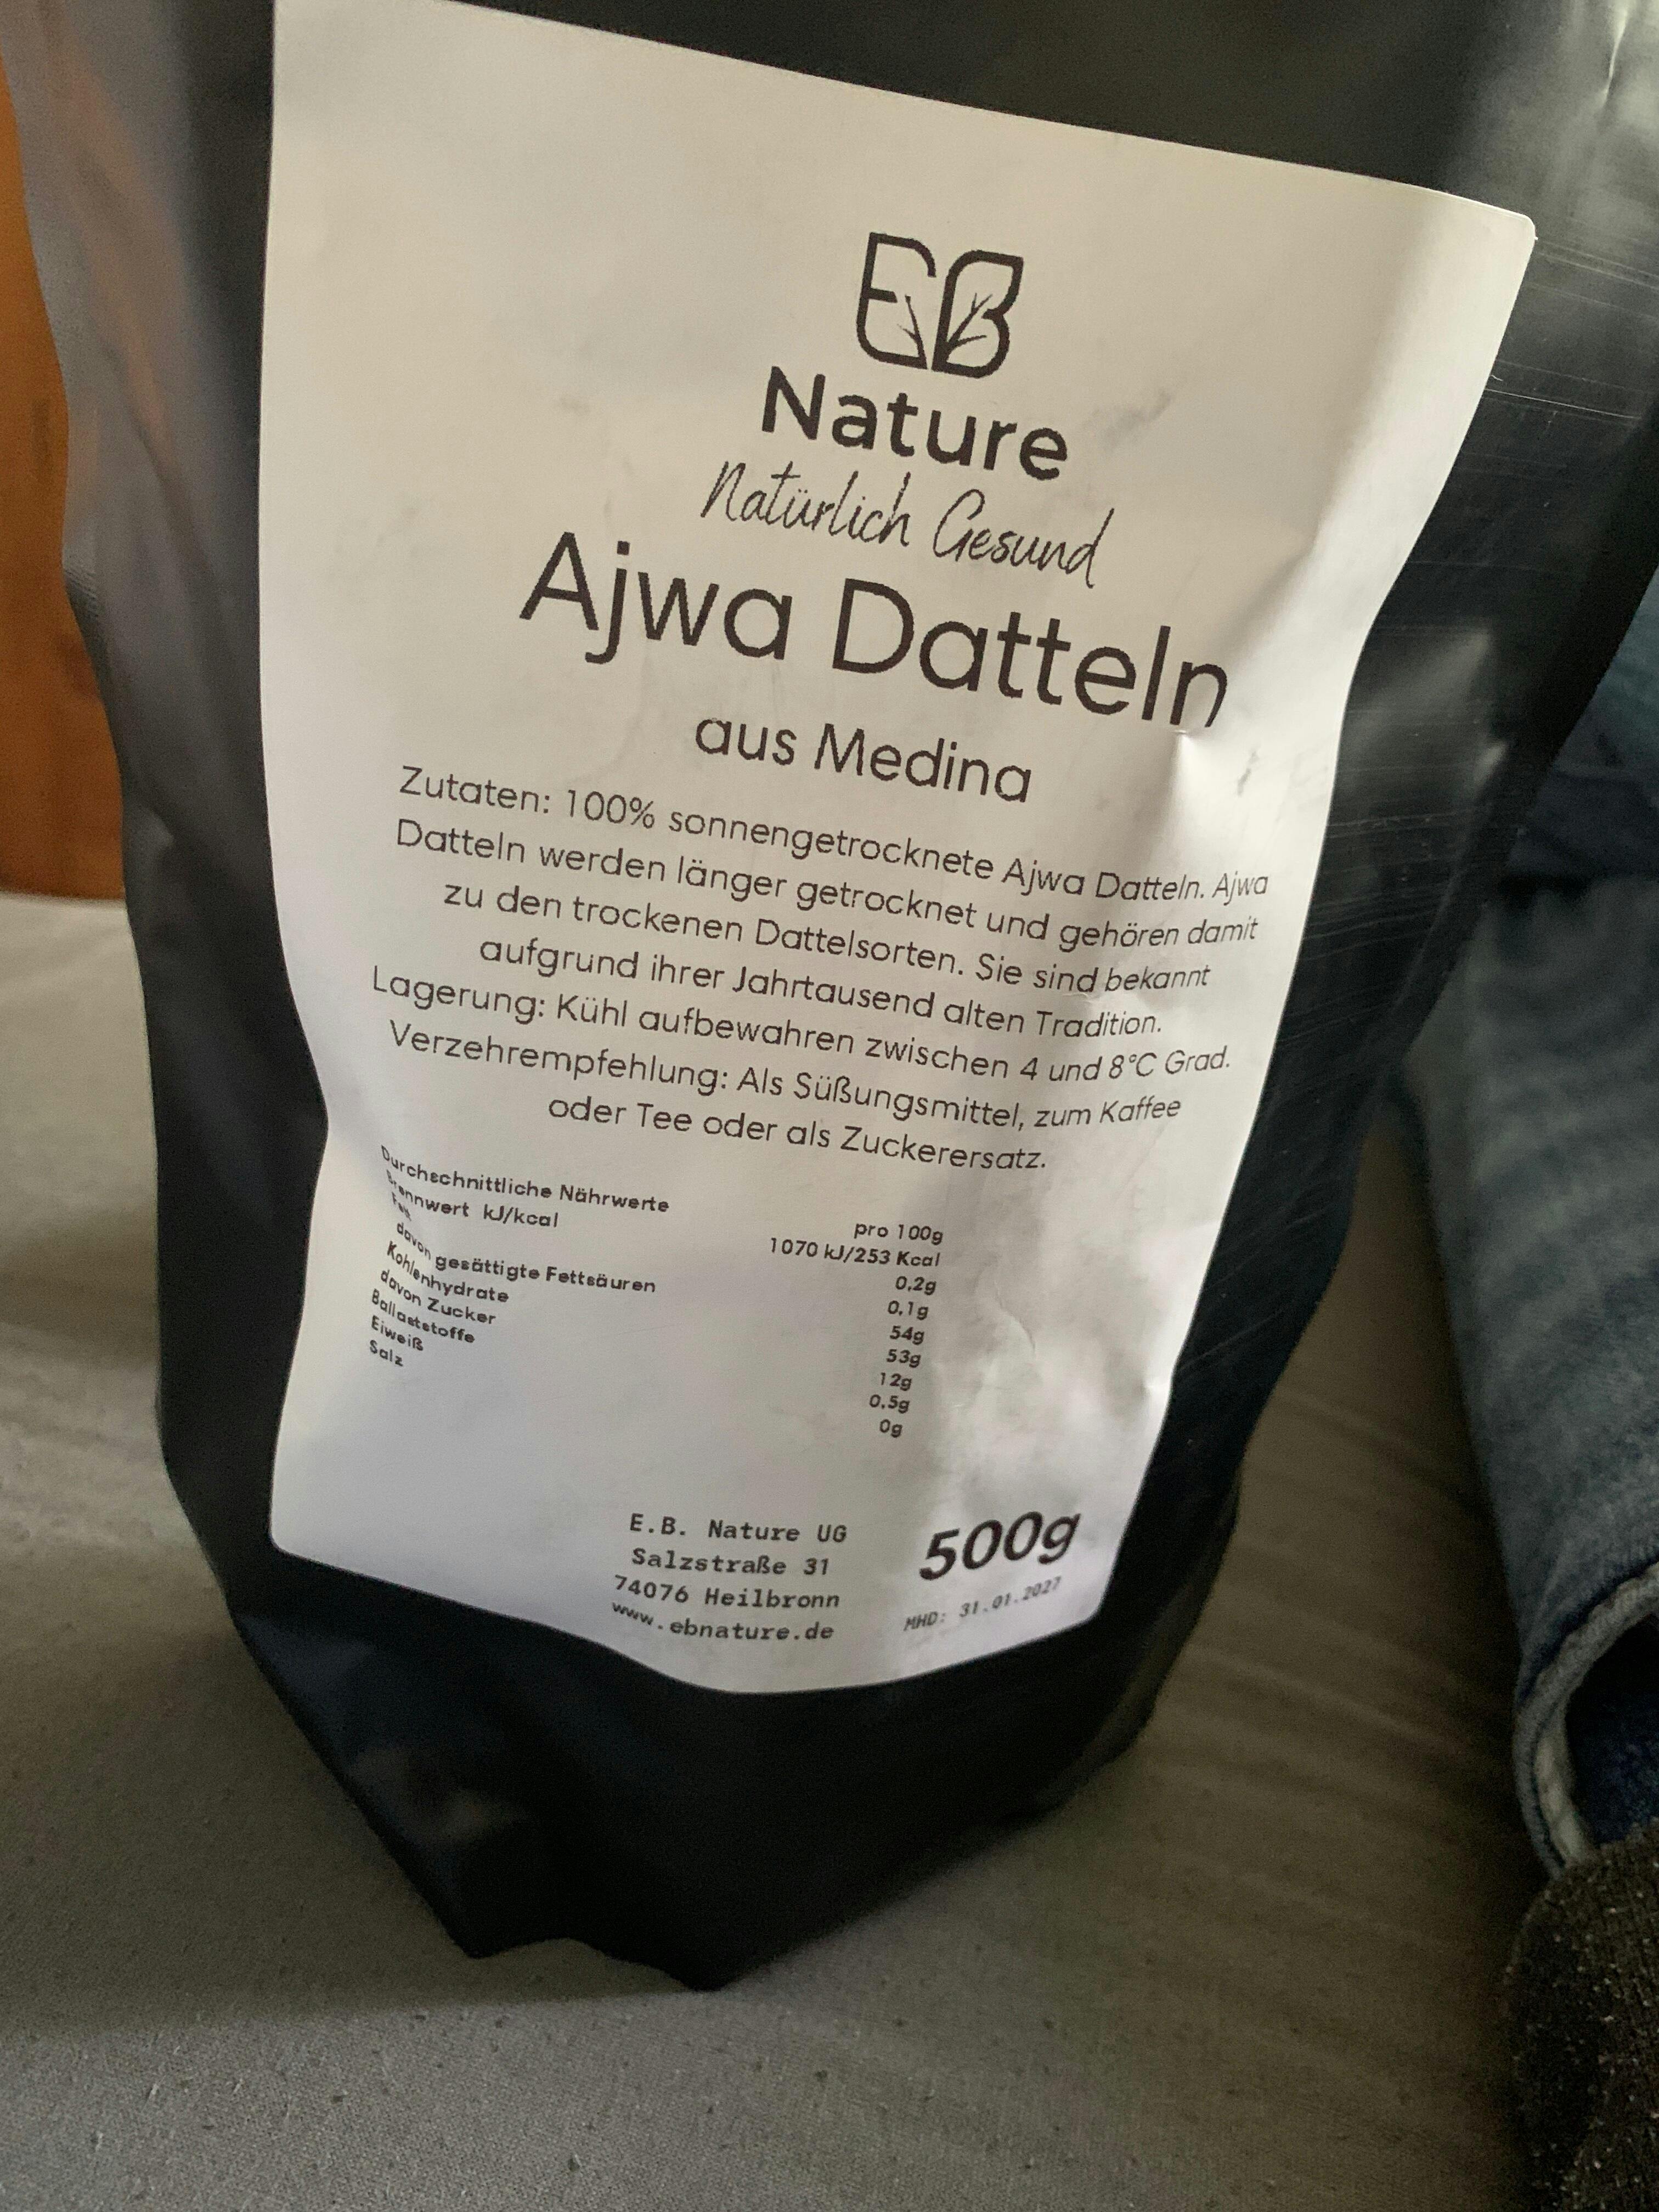 EB
Nature
Natürlich Gesund
Ajwa Datteln
aus Medina
Zutaten: 100% sonnengetrocknete Ajwa Datteln. Ajwa
Datteln werden länger getrocknet und gehören damit
zu den trockenen Dattelsorten. Sie sind bekannt
aufgrund ihrer Jahrtausend alten Tradition.
Lagerung: Kühl aufbewahren zwischen 4 und 8°C Grad.
Verzehrempfehlung: Als Süßungsmittel, zum Kaffee
oder Tee oder als Zuckerersatz.
Durchschnittliche Nährwerte pro 100g
Brennwert kJ/kcal 1070 kJ/253 Kcal
Fett 0,2g
davon gesättigte Fettsäuren 0,1g
Kohlenhydrate 54g
davon Zucker 53g
Ballaststoffe 12g
Eiweiß 0,5g
Salz 0g
E.B. Nature UG
Salzstraße 31
74076 Heilbronn
www.ebnature.de
500g
MHD: 31.01.2027